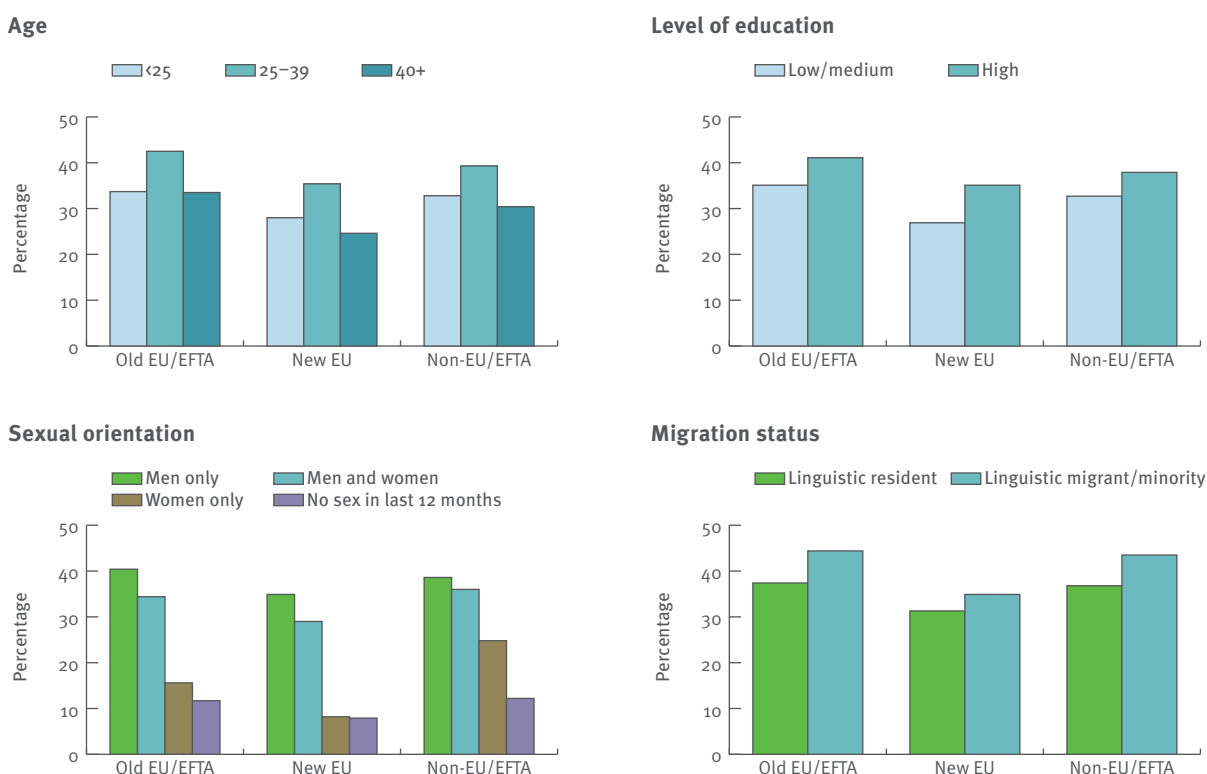 Age
<25 25–39 40+
Percentage
50
40
30
20
10
0
Old EU/EFTA New EU Non-EU/EFTA
Level of education
Low/medium High
Percentage
50
40
30
20
10
0
Old EU/EFTA New EU Non-EU/EFTA
Sexual orientation
Men only Men and women
Women only No sex in last 12 months
Percentage
50
40
30
20
10
0
Old EU/EFTA New EU Non-EU/EFTA
Migration status
Linguistic resident Linguistic migrant/minority
Percentage
50
40
30
20
10
0
Old EU/EFTA New EU Non-EU/EFTA